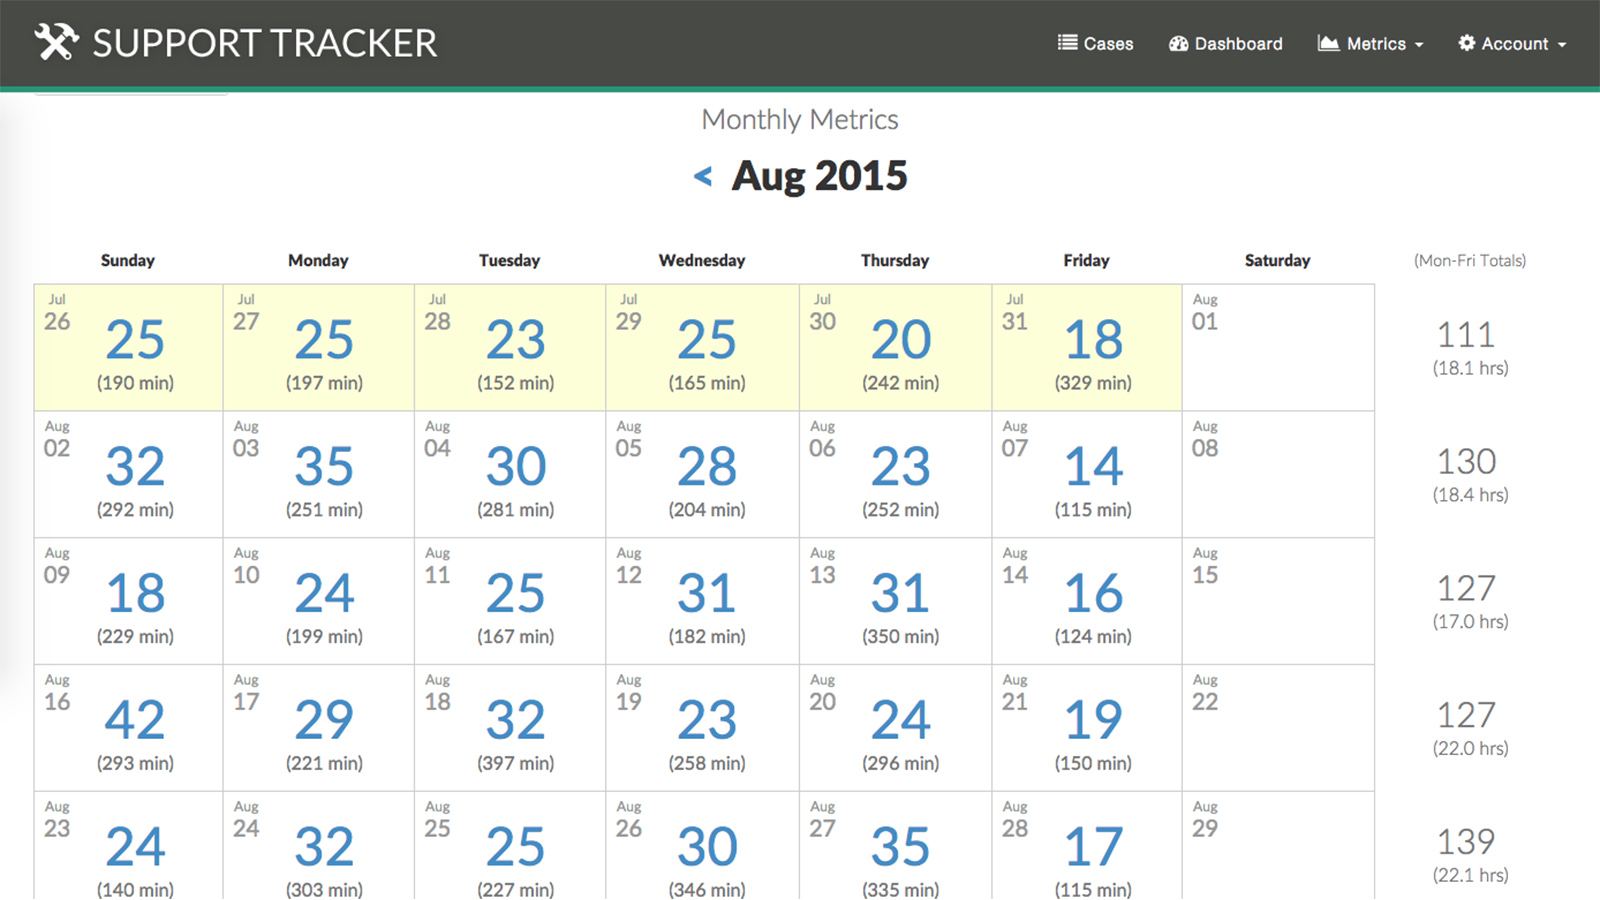 SUPPORT TRACKER
Cases Dashboard Metrics Account
Monthly Metrics
< Aug 2015
Sunday Monday Tuesday Wednesday Thursday Friday Saturday (Mon-Fri Totals)
Jul Jul Jul Jul Jul Jul Aug
26 27 28 29 30 31 01
25 25 23 25 20 18 111
(190 min) (197 min) (152 min) (165 min) (242 min) (329 min) (18.1 hrs)
Aug Aug Aug Aug Aug Aug Aug
02 03 04 05 06 07 08
32 35 30 28 23 14 130
(292 min) (251 min) (281 min) (204 min) (252 min) (115 min) (18.4 hrs)
Aug Aug Aug Aug Aug Aug Aug
09 10 11 12 13 14 15
18 24 25 31 31 16 127
(229 min) (199 min) (167 min) (182 min) (350 min) (124 min) (17.0 hrs)
Aug Aug Aug Aug Aug Aug Aug
16 17 18 19 20 21 22
42 29 32 23 24 19 127
(293 min) (221 min) (397 min) (258 min) (296 min) (150 min) (22.0 hrs)
Aug Aug Aug Aug Aug Aug Aug
23 24 25 26 27 28 29
24 32 25 30 35 17 139
(140 min) (303 min) (227 min) (346 min) (335 min) (115 min) (22.1 hrs)